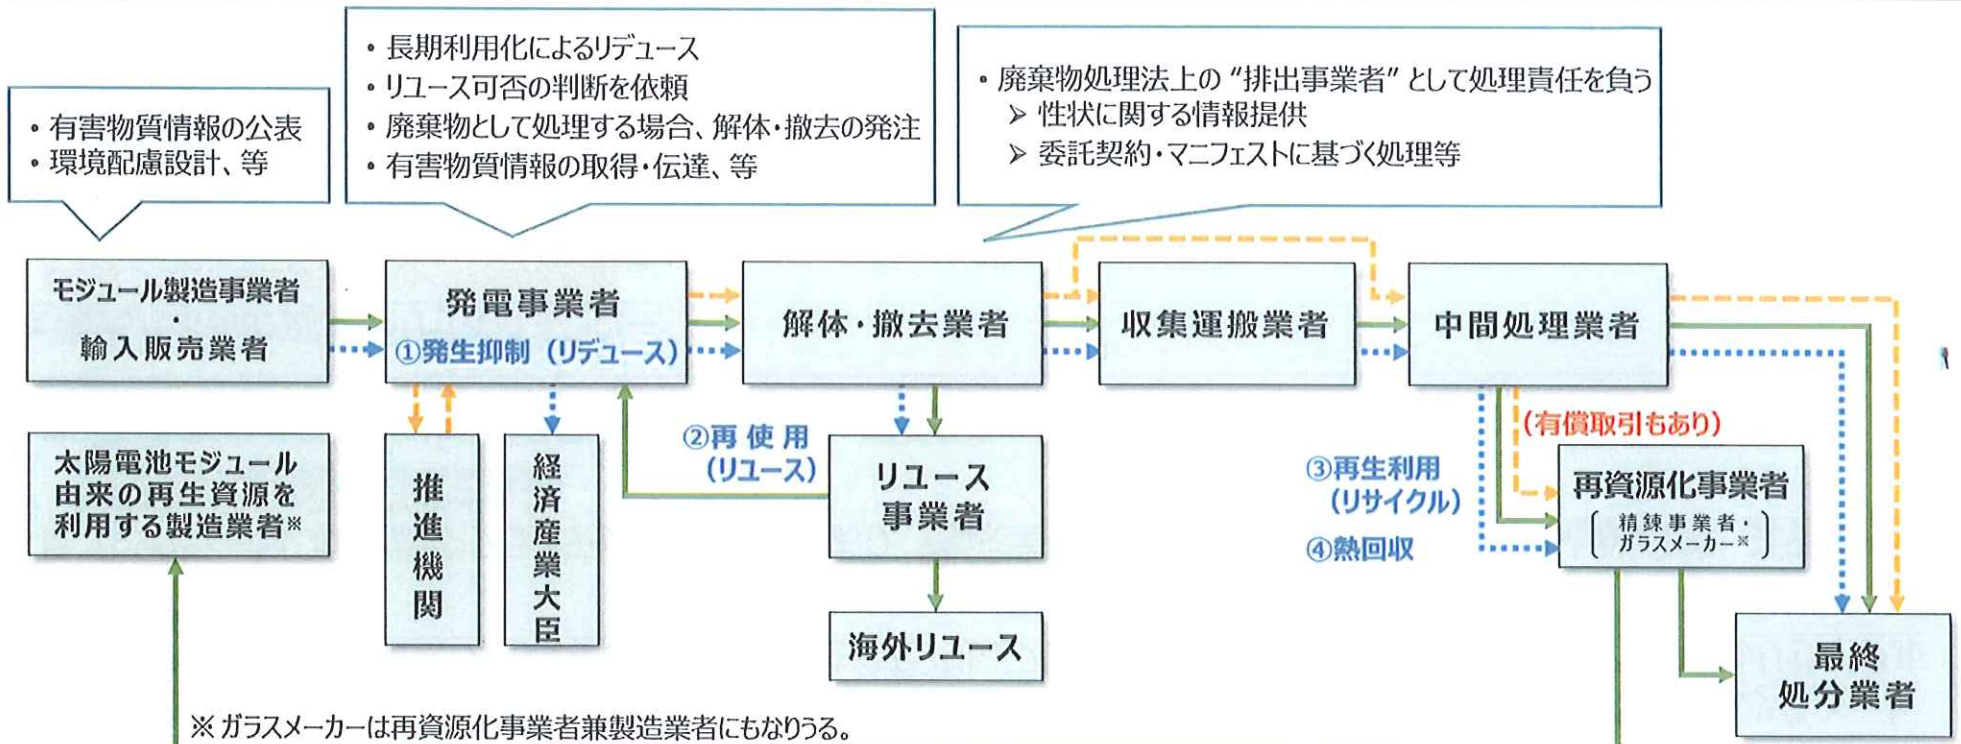 ・有害物質情報の公表
・環境配慮設計、等
・長期利用化によるリデュース
・リユース可否の判断を依頼
・廃棄物として処理する場合、解体・撤去の発注
・有害物質情報の取得・伝達、等
・廃棄物処理法上の“排出事業者”として処理責任を負う
➢ 性状に関する情報提供
➢ 委託契約・マニフェストに基づく処理等
モジュール製造事業者
・
輸入販売業者
発電事業者
①発生抑制（リデュース）
解体・撤去業者
収集運搬業者
中間処理業者
太陽電池モジュール
由来の再生資源を
利用する製造業者※
推進機関
経済産業大臣
②再使用
（リユース）
リユース
事業者
海外リユース
③再生利用
（リサイクル）
④熱回収
(有償取引もあり)
再資源化事業者
精錬事業者・
ガラスメーカー※
最終
処分業者
※ ガラスメーカーは再資源化事業者兼製造業者にもなりうる。